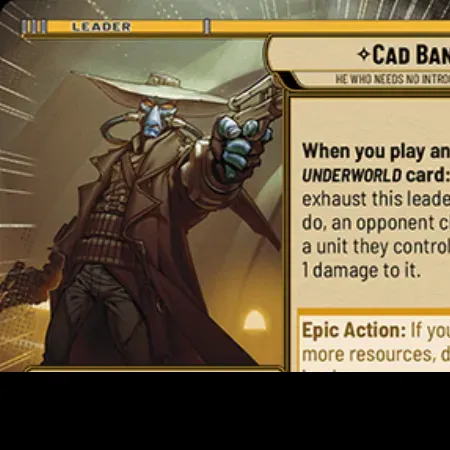 LEADER
✧CAD BAN
HE WHO NEEDS NO INTRO
When you play an
UNDERWORLD card:
exhaust this leade
do, an opponent c
a unit they control
1 damage to it.
Epic Action: If you
more resources, d